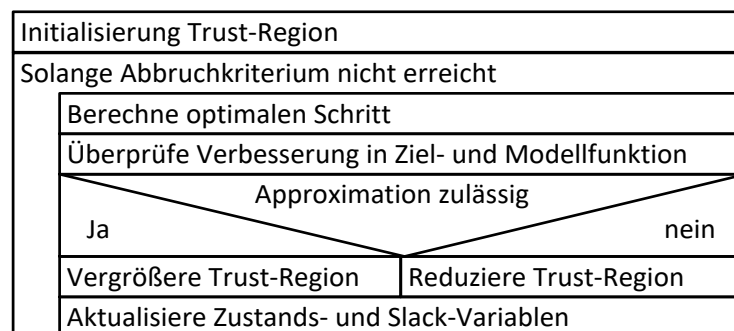 Initialisierung Trust-Region
Solange Abbruchkriterium nicht erreicht
Berechne optimalen Schritt
Überprüfe Verbesserung in Ziel- und Modellfunktion
Approximation zulässig
Ja nein
Vergrößere Trust-Region Reduziere Trust-Region
Aktualisiere Zustands- und Slack-Variablen